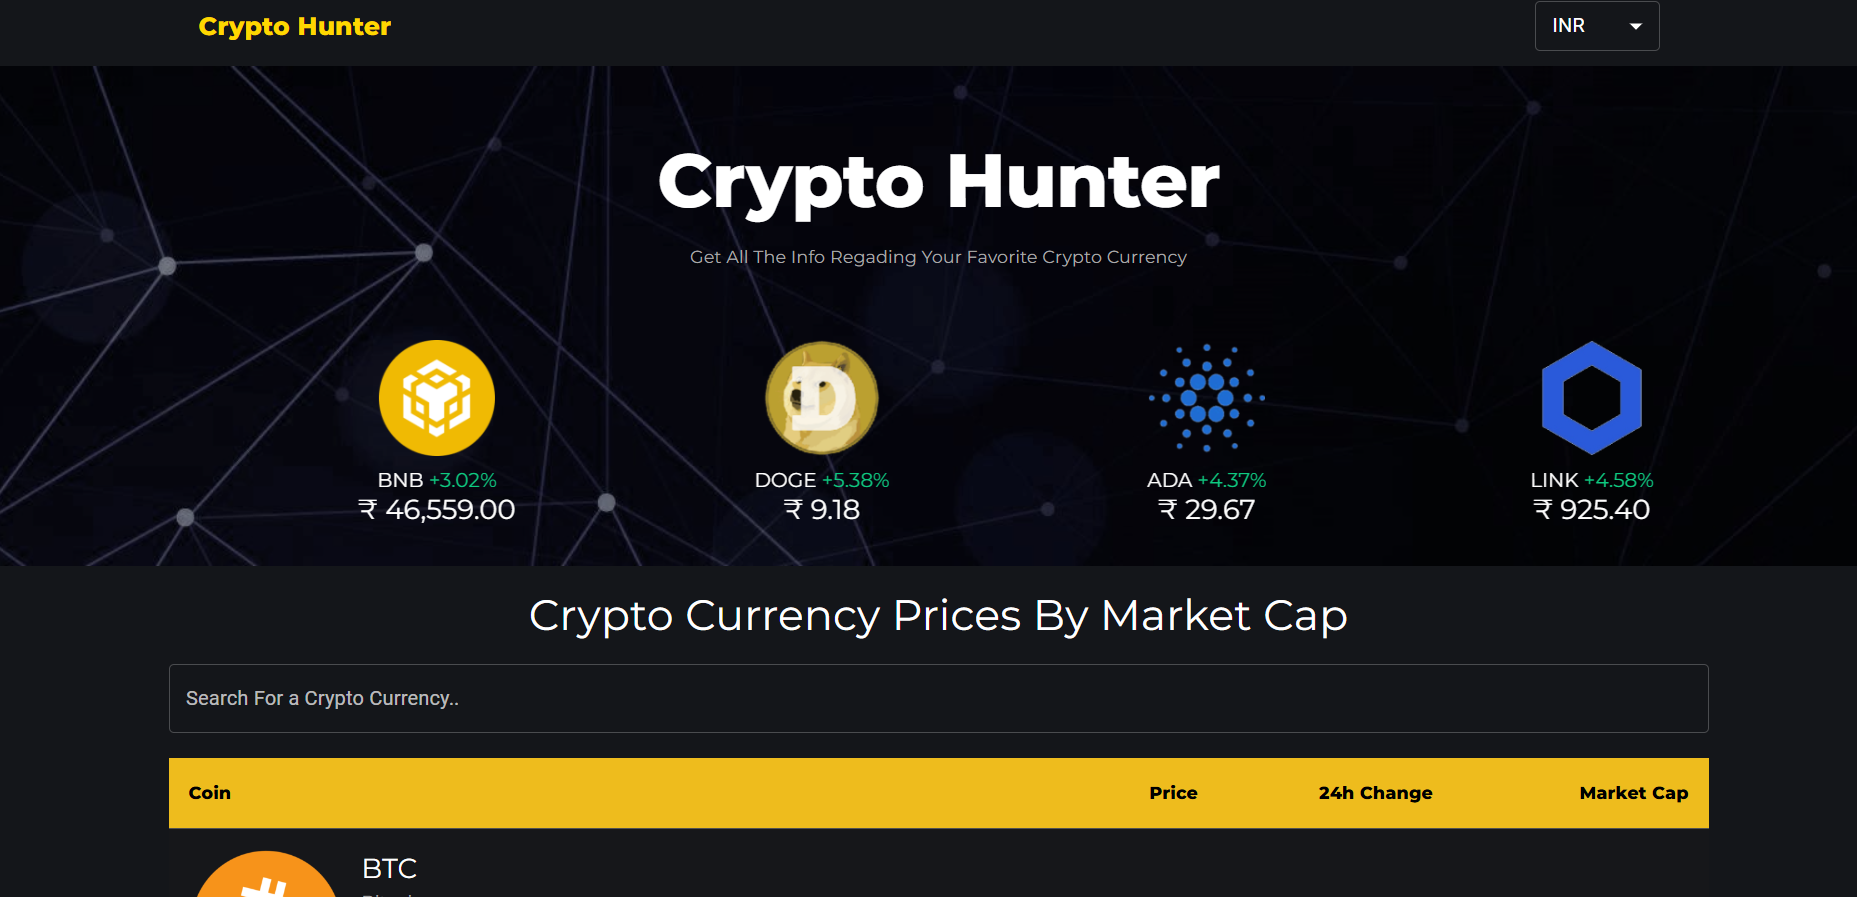 Crypto Hunter
INR
Crypto Hunter
Get All The Info Regading Your Favorite Crypto Currency
BNB +3.02%
₹ 46,559.00
DOGE +5.38%
₹ 9.18
ADA +4.37%
₹ 29.67
LINK +4.58%
₹ 925.40
Crypto Currency Prices By Market Cap
Search For a Crypto Currency..
Coin Price 24h Change Market Cap
BTC